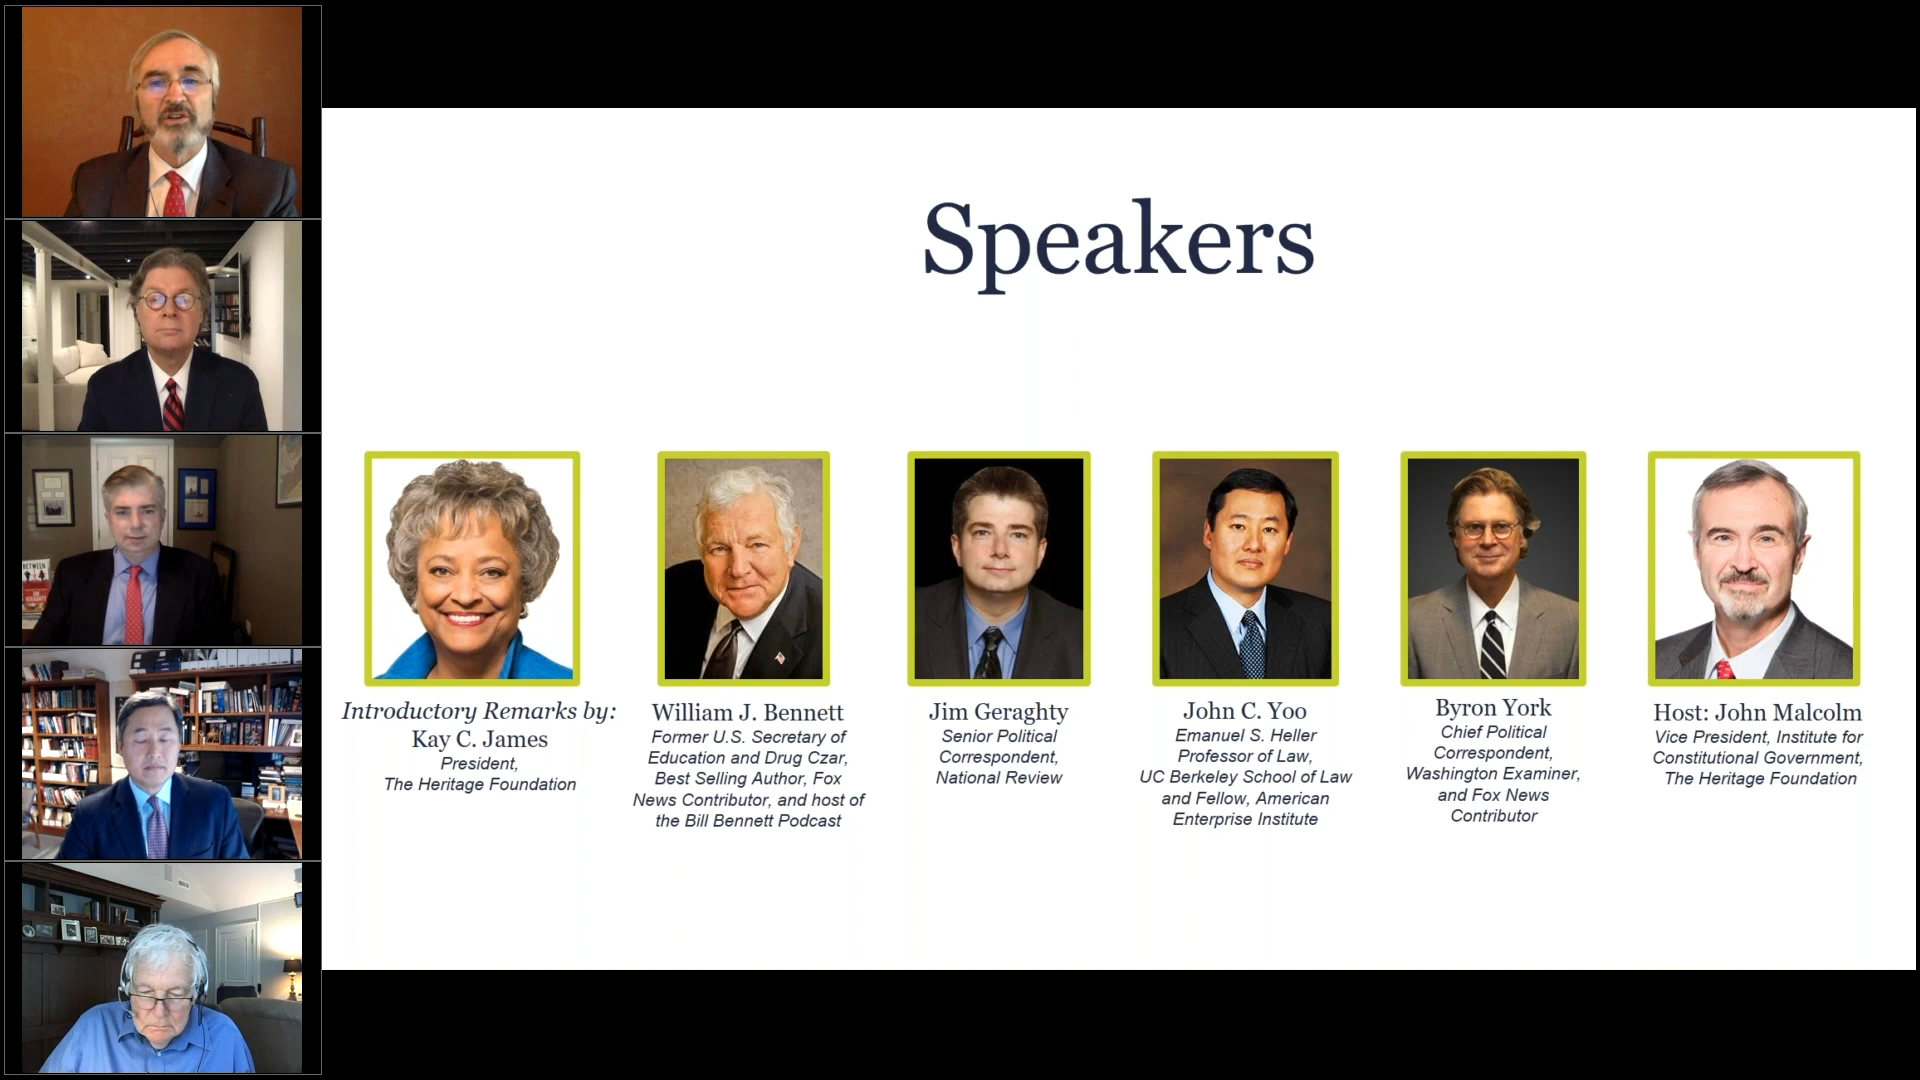 Speakers
Introductory Remarks by:
Kay C. James
President,
The Heritage Foundation
William J. Bennett
Former U.S. Secretary of
Education and Drug Czar,
Best Selling Author, Fox
News Contributor, and host of
the Bill Bennett Podcast
Jim Geraghty
Senior Political
Correspondent,
National Review
John C. Yoo
Emanuel S. Heller
Professor of Law,
UC Berkeley School of Law
and Fellow, American
Enterprise Institute
Byron York
Chief Political
Correspondent,
Washington Examiner,
and Fox News
Contributor
Host: John Malcolm
Vice President, Institute for
Constitutional Government,
The Heritage Foundation
BETWEEN